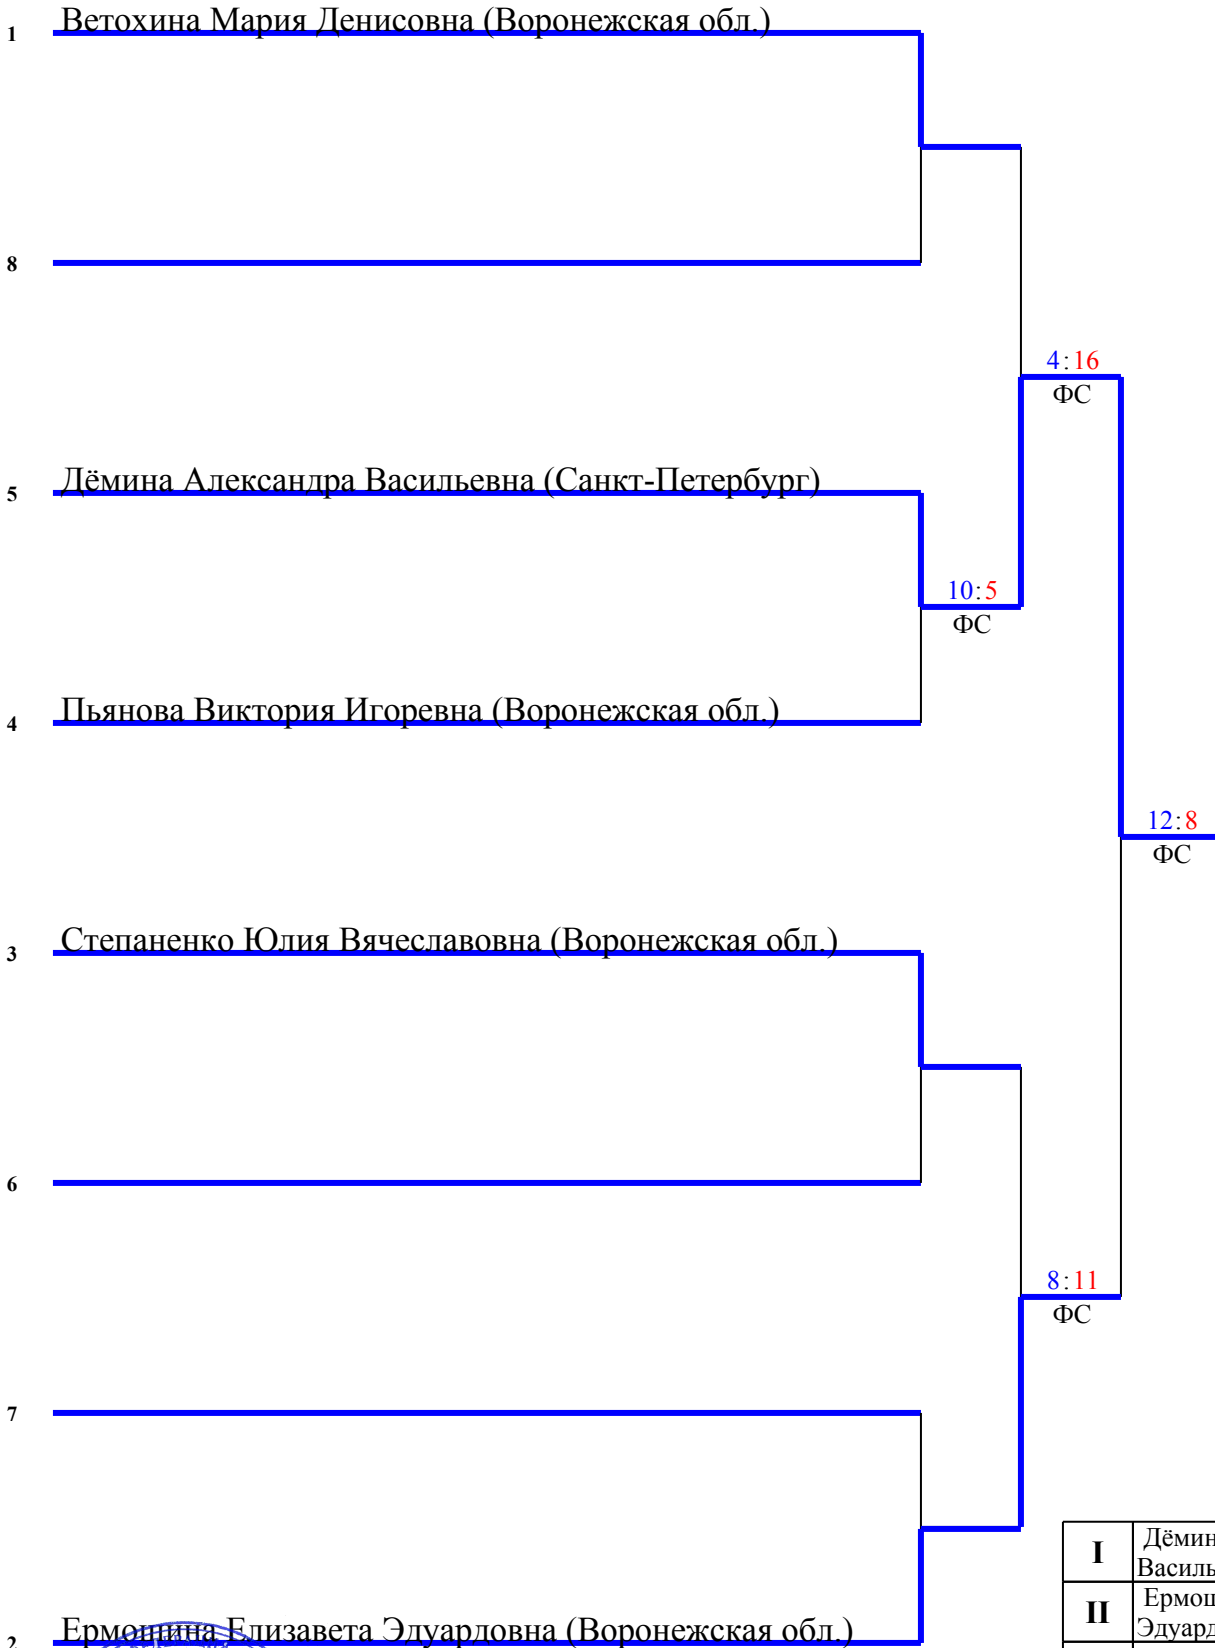 1 Ветохина Мария Денисовна (Воронежская обл.)
8
4:16
ФС
5 Дёмина Александра Васильевна (Санкт-Петербург)
10:5
ФС
4 Пьянова Виктория Игоревна (Воронежская обл.)
12:8
ФС
3 Степаненко Юлия Вячеславовна (Воронежская обл.)
6
8:11
ФС
7
I Дёмин
Василь
II Ермош
Эдуард
2 Ермошина Елизавета Эдуардовна (Воронежская обл.)